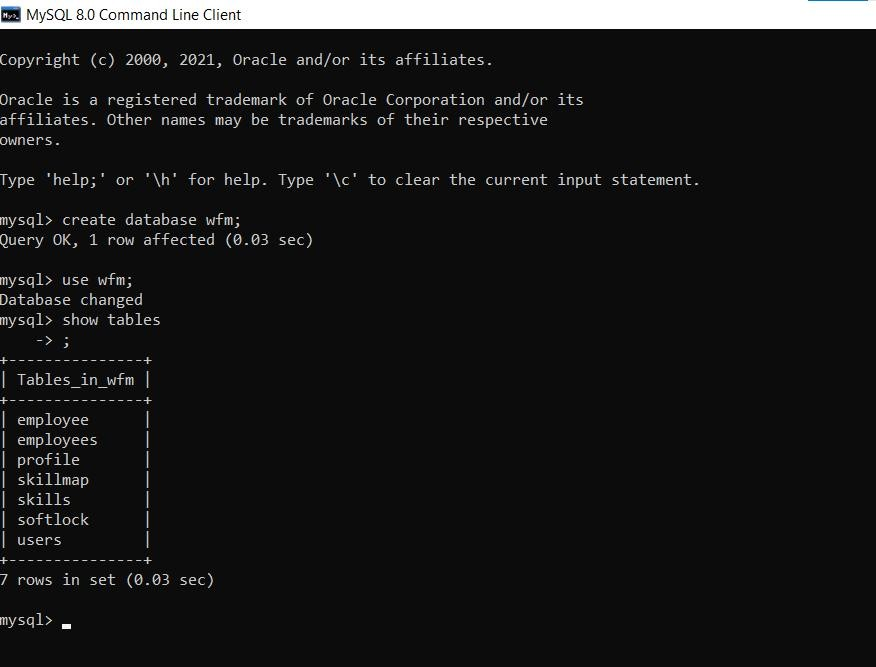 MySQL 8.0 Command Line Client
Copyright (c) 2000, 2021, Oracle and/or its affiliates.
Oracle is a registered trademark of Oracle Corporation and/or its
affiliates. Other names may be trademarks of their respective
owners.
Type 'help;' or '\h' for help. Type '\c' to clear the current input statement.
mysql> create database wfm;
Query OK, 1 row affected (0.03 sec)
mysql> use wfm;
Database changed
mysql> show tables
    -> ;
+---------------+
| Tables_in_wfm |
+---------------+
| employee      |
| employees     |
| profile       |
| skillmap      |
| skills        |
| softlock      |
| users         |
+---------------+
7 rows in set (0.03 sec)
mysql>